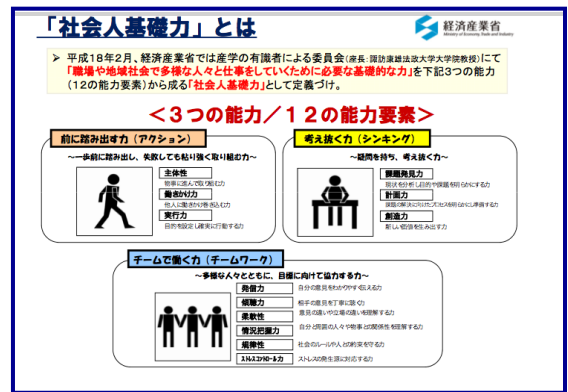 「社会人基礎力」とは
経済産業省
Ministry of Economy, Trade and Industry
➢ 平成18年2月、経済産業省では産学の有識者による委員会(座長:諏訪康雄法政大学大学院教授)にて
「職場や地域社会で多様な人々と仕事をしていくために必要な基礎的な力」を下記3つの能力
(12の能力要素)から成る「社会人基礎力」として定義づけ。
<3つの能力/12の能力要素>
前に踏み出す力(アクション)
~一歩前に踏み出し、失敗しても粘り強く取り組む力~
主体性
物事に進んで取り組む力
働きかけ力
他人に働きかけ巻き込む力
実行力
目的を設定し確実に行動する力
考え抜く力(シンキング)
~疑問を持ち、考え抜く力~
課題発見力
現状を分析し目的や課題を明らかにする力
計画力
課題の解決に向けたプロセスを明らかにし準備する力
創造力
新しい価値を生み出す力
チームで働く力(チームワーク)
~多様な人々とともに、目標に向けて協力する力~
発信力 自分の意見をわかりやすく伝える力
傾聴力 相手の意見を丁寧に聴く力
柔軟性 意見の違いや立場の違いを理解する力
情況把握力 自分と周囲の人々や物事との関係性を理解する力
規律性 社会のルールや人との約束を守る力
ストレスコントロール力 ストレスの発生源に対応する力